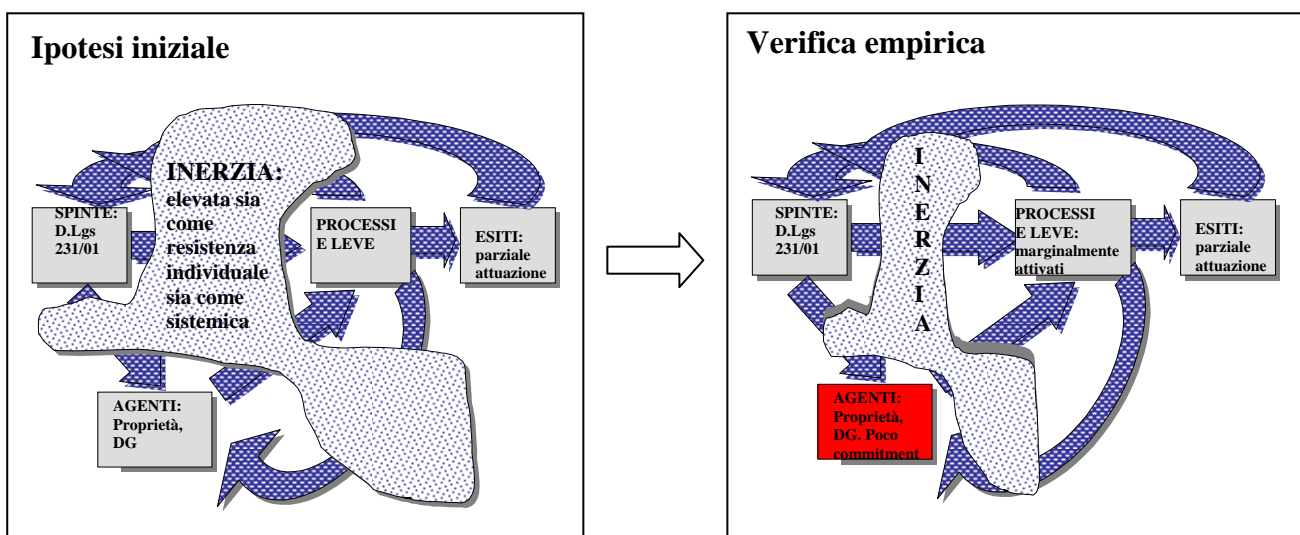 Ipotesi iniziale
INERZIA:
elevata sia
come
resistenza
individuale
sia come
sistemica
SPINTE:
D.Lgs
231/01
PROCESSI
E LEVE
ESITI:
parziale
attuazione
AGENTI:
Proprietà,
DG
Verifica empirica
I
N
E
R
Z
I
A
SPINTE:
D.Lgs
231/01
PROCESSI
E LEVE:
marginalmente
attivati
ESITI:
parziale
attuazione
AGENTI:
Proprietà,
DG. Poco
commitment